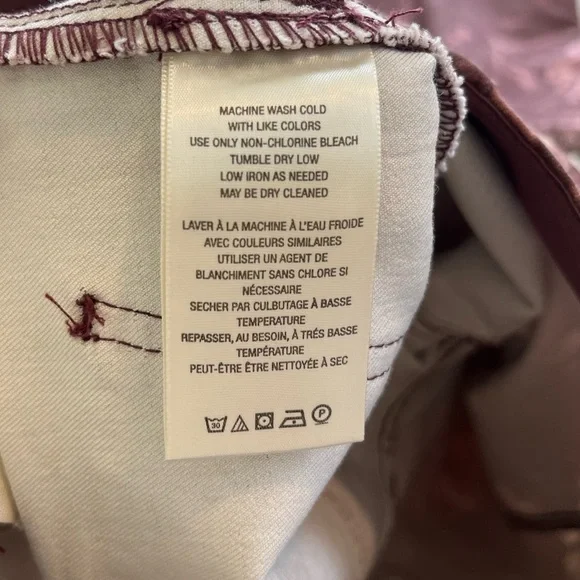 MACHINE WASH COLD
WITH LIKE COLORS
USE ONLY NON-CHLORINE BLEACH
TUMBLE DRY LOW
LOW IRON AS NEEDED
MAY BE DRY CLEANED
LAVER À LA MACHINE À L'EAU FROIDE
AVEC COULEURS SIMILAIRES
UTILISER UN AGENT DE
BLANCHIMENT SANS CHLORE SI
NÉCESSAIRE
SECHER PAR CULBUTAGE À BASSE
TEMPERATURE
REPASSER, AU BESOIN, À TRÉS BASSE
TEMPÉRATURE
PEUT-ÊTRE ÊTRE NETTOYÉE À SEC
30 P